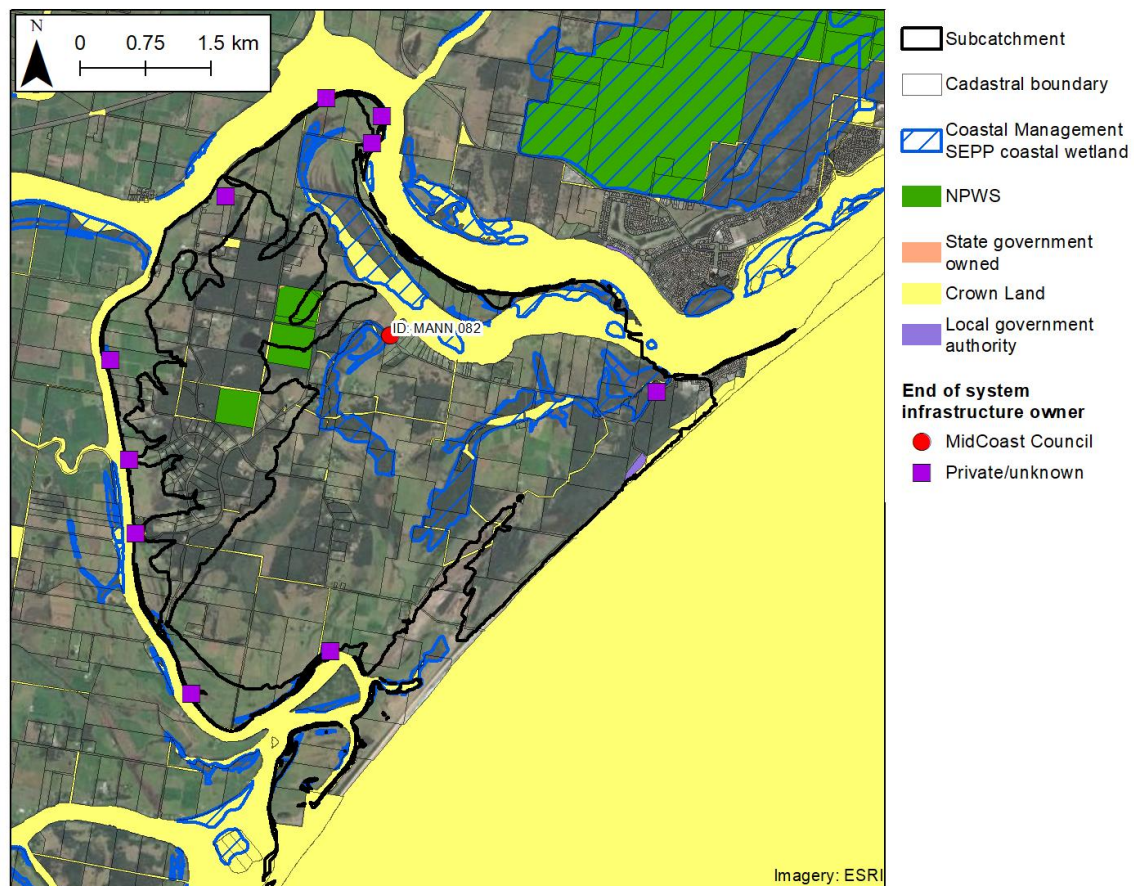 N
0 0.75 1.5 km
ID: MANN 082
Imagery: ESRI
Subcatchment
Cadastral boundary
Coastal Management
SEPP coastal wetland
NPWS
State government
owned
Crown Land
Local government
authority
End of system
infrastructure owner
MidCoast Council
Private/unknown